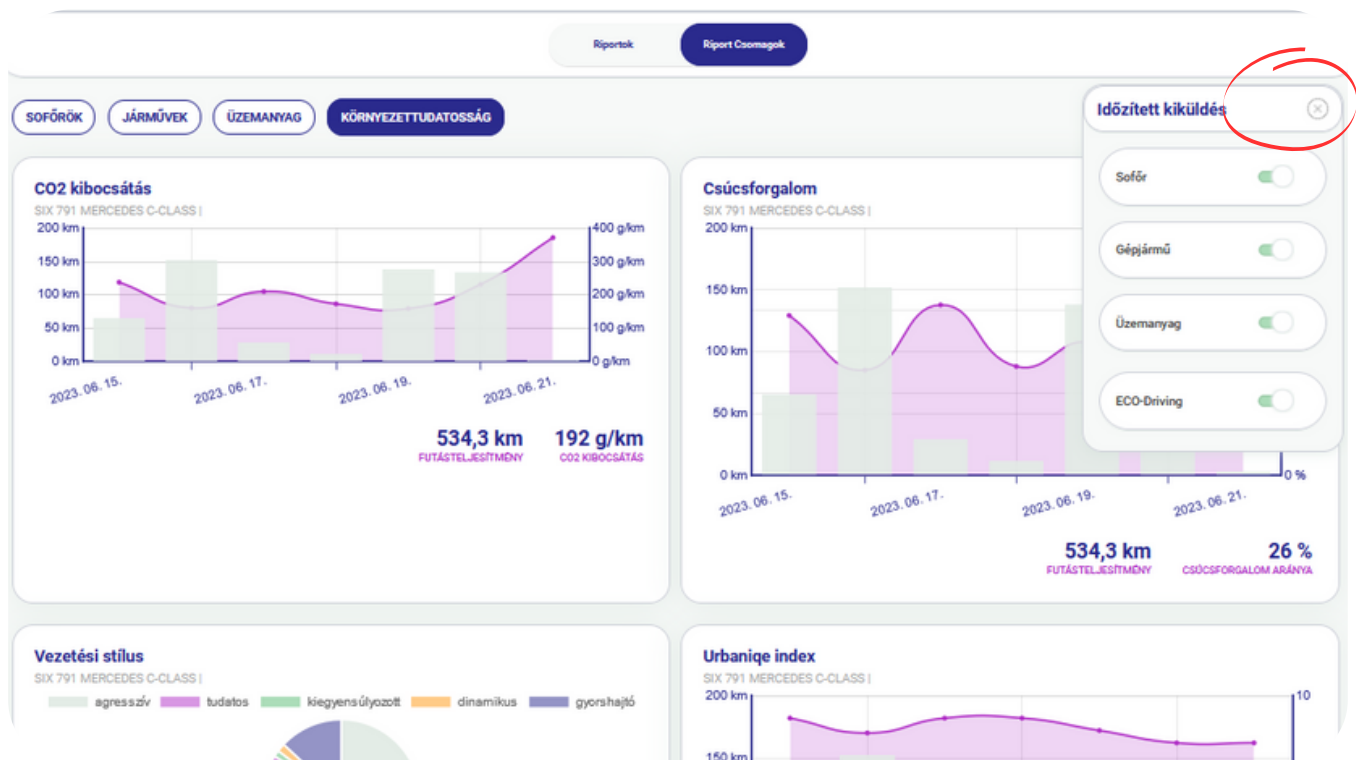 Riportok
Riport Csomagok
SOFŐRÖK
JÁRMŰVEK
ÜZEMANYAG
KÖRNYEZETTUDATOSSÁG
Időzített kiküldés
Sofőr
Gépjármű
Üzemanyag
ECO-Driving
CO2 kibocsátás
SIX 791 MERCEDES C-CLASS |
200 km
150 km
100 km
50 km
0 km
400 g/km
300 g/km
200 g/km
100 g/km
0 g/km
2023. 06. 15.
2023. 06. 17.
2023. 06. 19.
2023. 06. 21.
534,3 km
FUTÁSTELJESÍTMÉNY
192 g/km
CO2 KIBOCSÁTÁS
Csúcsforgalom
SIX 791 MERCEDES C-CLASS |
200 km
150 km
100 km
50 km
0 km
0 %
2023. 06. 15.
2023. 06. 17.
2023. 06. 19.
2023. 06. 21.
534,3 km
FUTÁSTELJESÍTMÉNY
26 %
CSÚCSFORGALOM ARÁNYA
Vezetési stílus
SIX 791 MERCEDES C-CLASS |
agresszív
tudatos
kiegyensúlyozott
dinamikus
gyorshajtó
Urbaniqe index
SIX 791 MERCEDES C-CLASS |
200 km
150 km
10